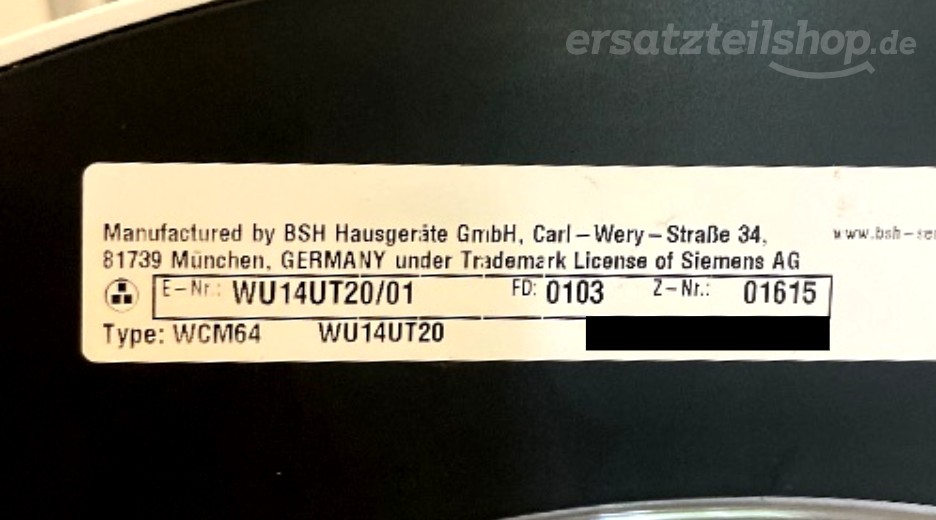 ersatzteilshop.de
Manufactured by BSH Hausgeräte GmbH, Carl-Wery-Straße 34,
81739 München, GERMANY under Trademark License of Siemens AG
E-Nr.: WU14UT20/01 FD: 0103 Z-Nr.: 01615
Type: WCM64 WU14UT20